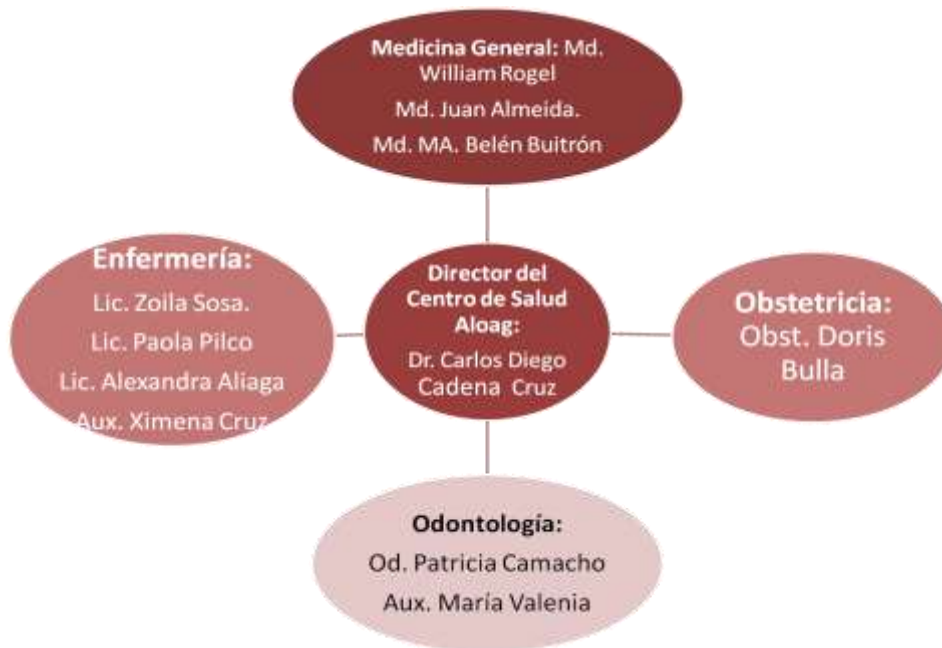 Medicina General: Md.
William Rogel
Md. Juan Almeida.
Md. MA. Belén Buitrón
Enfermería:
Lic. Zoila Sosa.
Lic. Paola Pilco
Lic. Alexandra Aliaga
Aux. Ximena Cruz
Director del
Centro de Salud
Aloag:
Dr. Carlos Diego
Cadena Cruz
Obstetricia:
Obst. Doris
Bulla
Odontología:
Od. Patricia Camacho
Aux. María Valenia